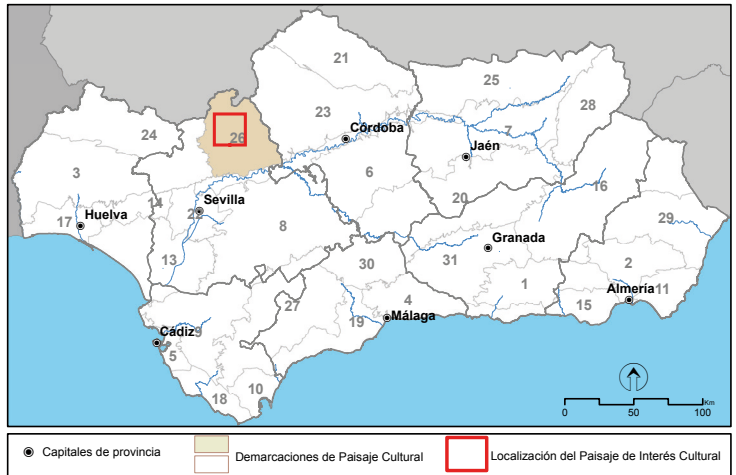 21
25
24
23
28
26
Córdoba
7
3
Jaén
6
16
20
14
Sevilla
22
17
Huelva
29
8
Granada
13
30
31
2
27
1
Almería
4
11
15
Málaga
19
9
Cádiz
5
10
18
Km
0 50 100
Capitales de provincia
Demarcaciones de Paisaje Cultural
Localización del Paisaje de Interés Cultural